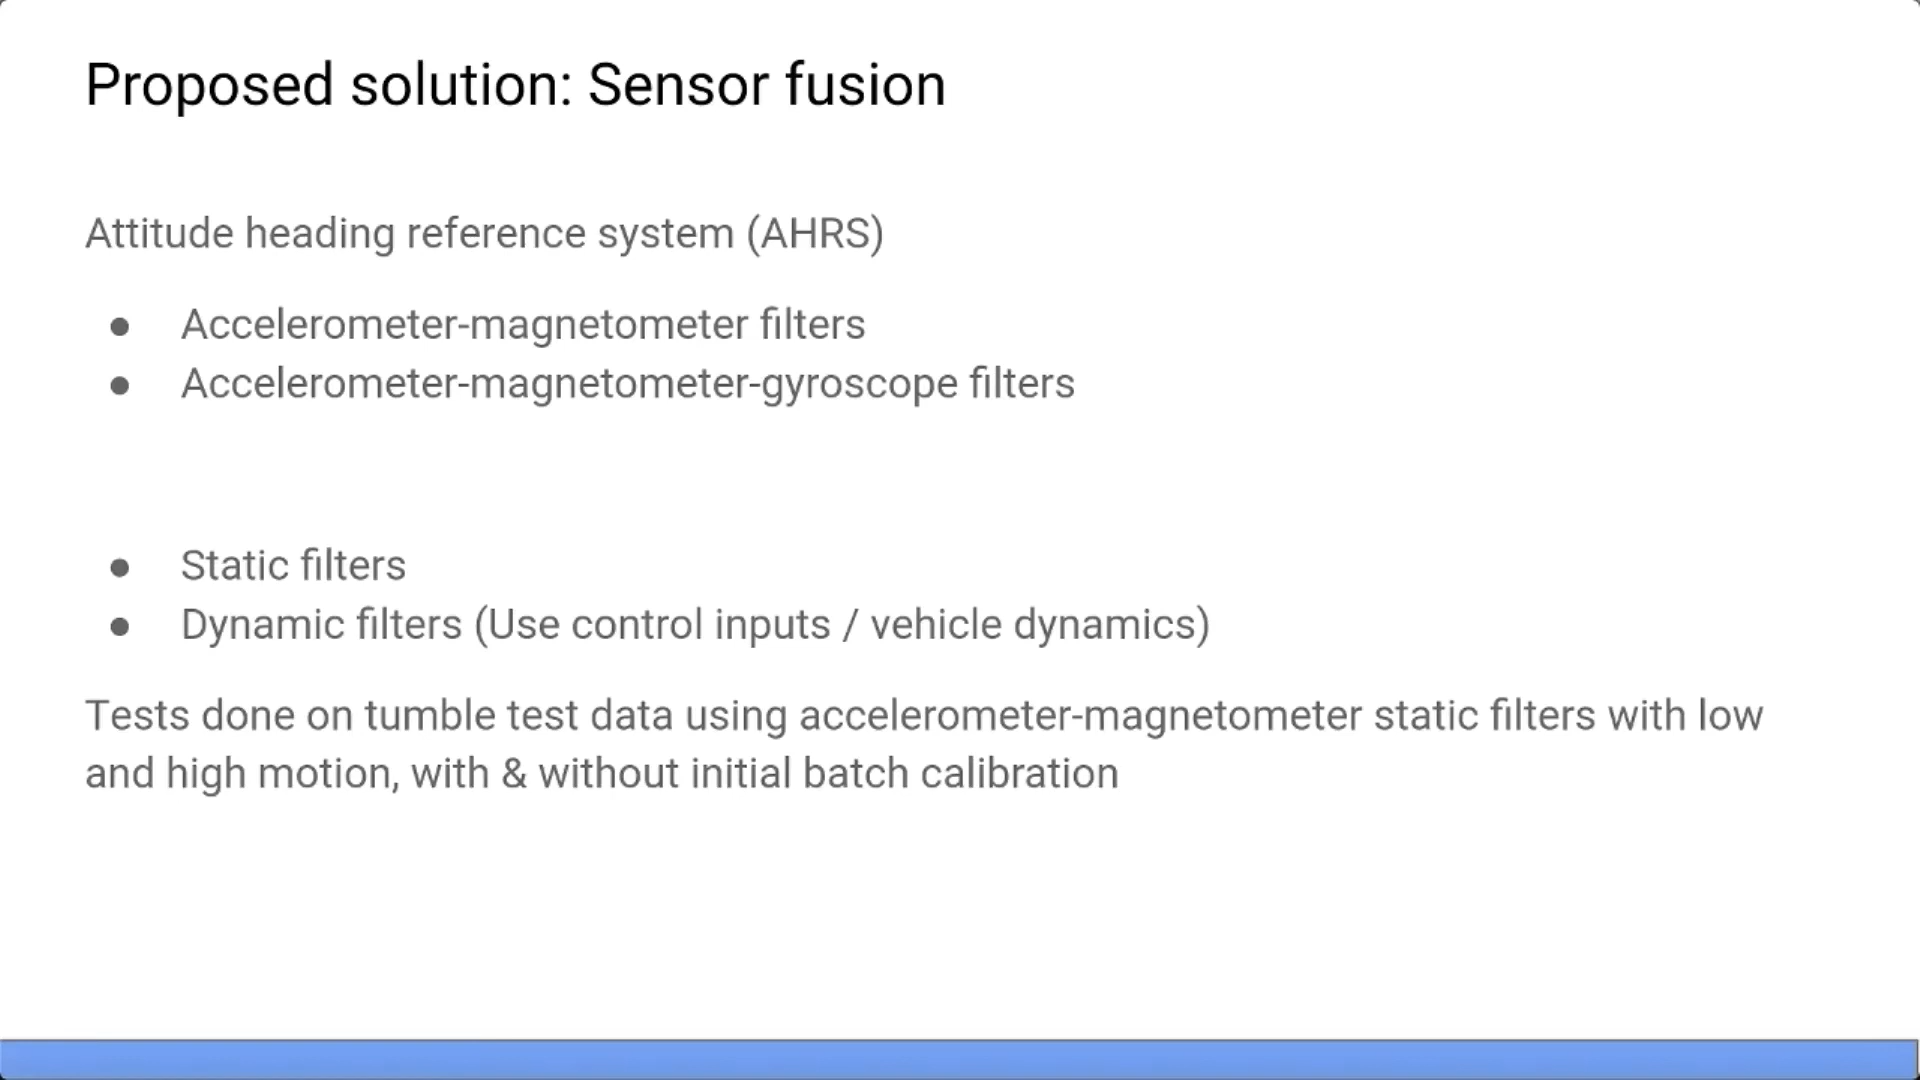 Proposed solution: Sensor fusion
Attitude heading reference system (AHRS)
● Accelerometer-magnetometer filters
● Accelerometer-magnetometer-gyroscope filters
● Static filters
● Dynamic filters (Use control inputs / vehicle dynamics)
Tests done on tumble test data using accelerometer-magnetometer static filters with low
and high motion, with & without initial batch calibration